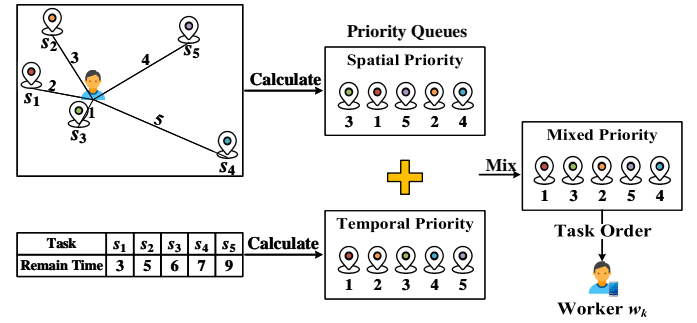 s2
s5
3
4
s1
2
1
s3
5
s4
Calculate
Priority Queues
Spatial Priority
3 1 5 2 4
Mix
Mixed Priority
1 3 2 5 4
Task Order
Worker wk
Task s1 s2 s3 s4 s5
Remain Time 3 5 6 7 9
Calculate
Temporal Priority
1 2 3 4 5